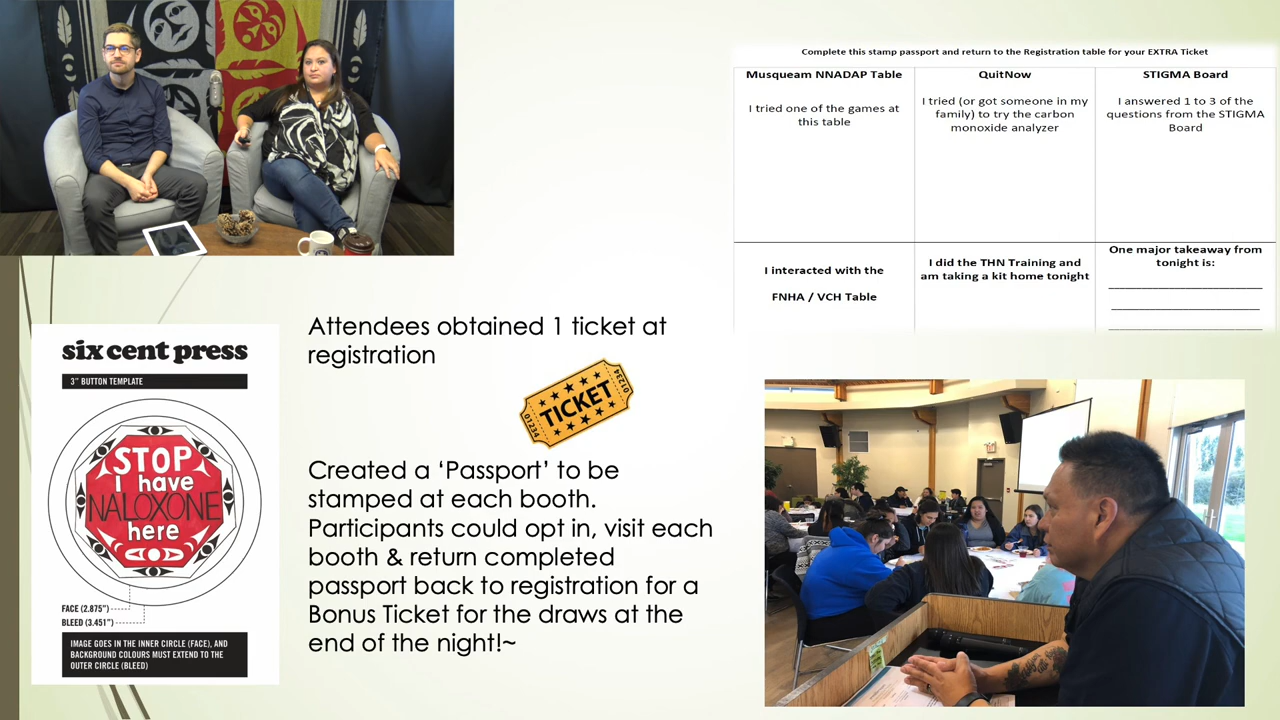 Complete this stamp passport and return to the Registration table for your EXTRA Ticket
Musqueam NNADAP Table
I tried one of the games at
this table
QuitNow
I tried (or got someone in my
family) to try the carbon
monoxide analyzer
STIGMA Board
I answered 1 to 3 of the
questions from the STIGMA
Board
I interacted with the
FNHA / VCH Table
I did the THN Training and
am taking a kit home tonight
One major takeaway from
tonight is:
Attendees obtained 1 ticket at
registration
01234
TICKET
01234
Created a ‘Passport’ to be
stamped at each booth.
Participants could opt in, visit each
booth & return completed
passport back to registration for a
Bonus Ticket for the draws at the
end of the night!~
six cent press
3" BUTTON TEMPLATE
STOP
I have
NALOXONE
here
FACE (2.875")
BLEED (3.451")
IMAGE GOES IN THE INNER CIRCLE (FACE), AND
BACKGROUND COLOURS MUST EXTEND TO THE
OUTER CIRCLE (BLEED)